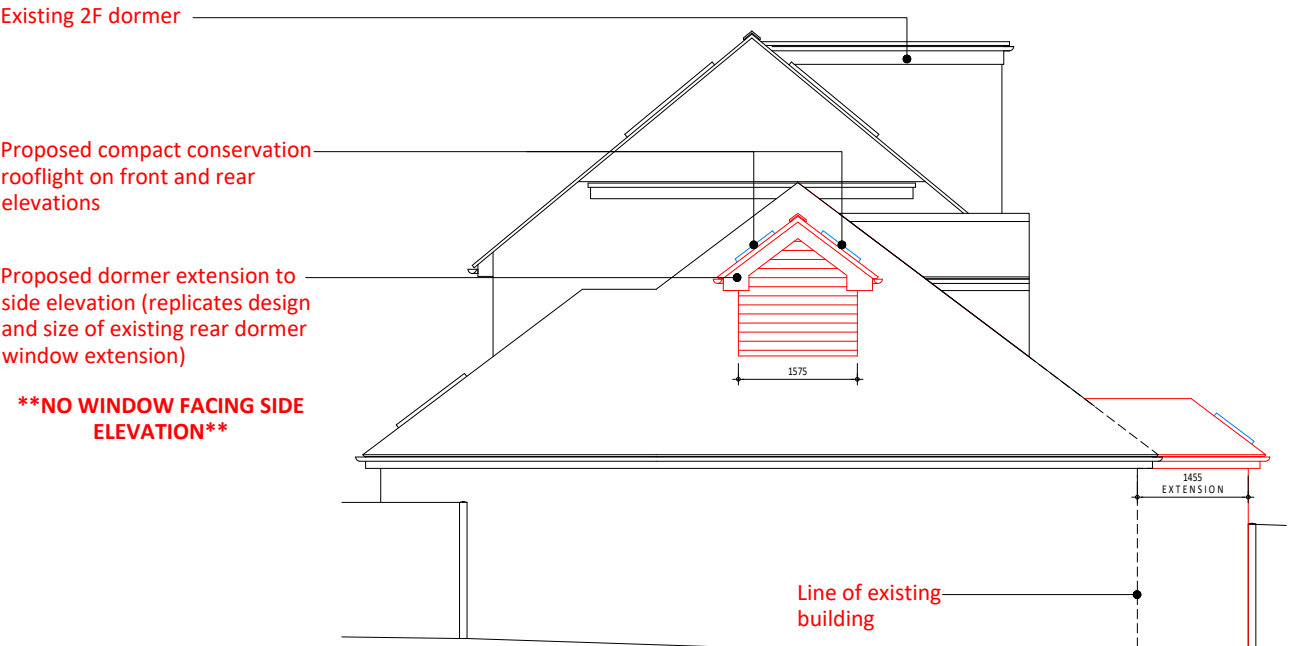 Existing 2F dormer
Proposed compact conservation
rooflight on front and rear
elevations
Proposed dormer extension to
side elevation (replicates design
and size of existing rear dormer
window extension)
**NO WINDOW FACING SIDE
ELEVATION**
1575
1455
EXTENSION
Line of existing
building